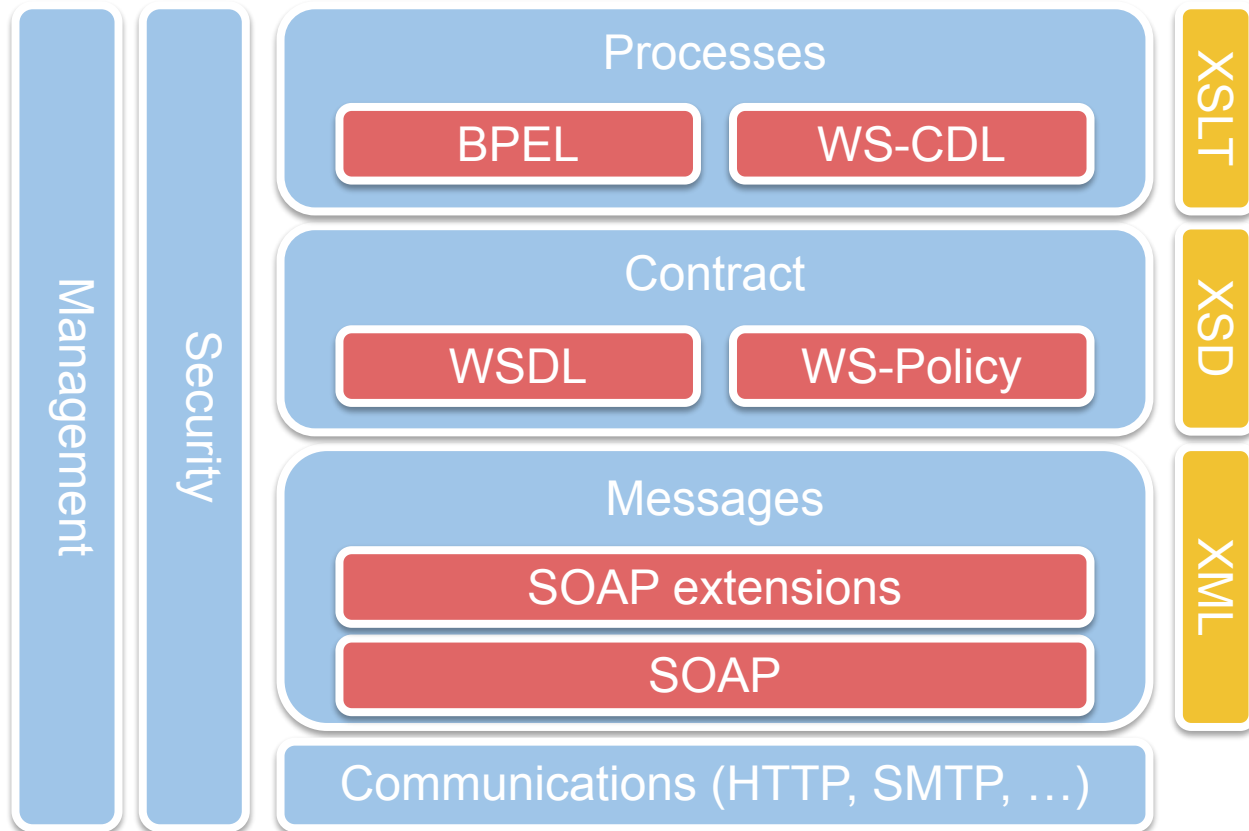 Management
Security
Processes
BPEL
WS-CDL
Contract
WSDL
WS-Policy
Messages
SOAP extensions
SOAP
Communications (HTTP, SMTP, …)
XSLT
XSD
XML